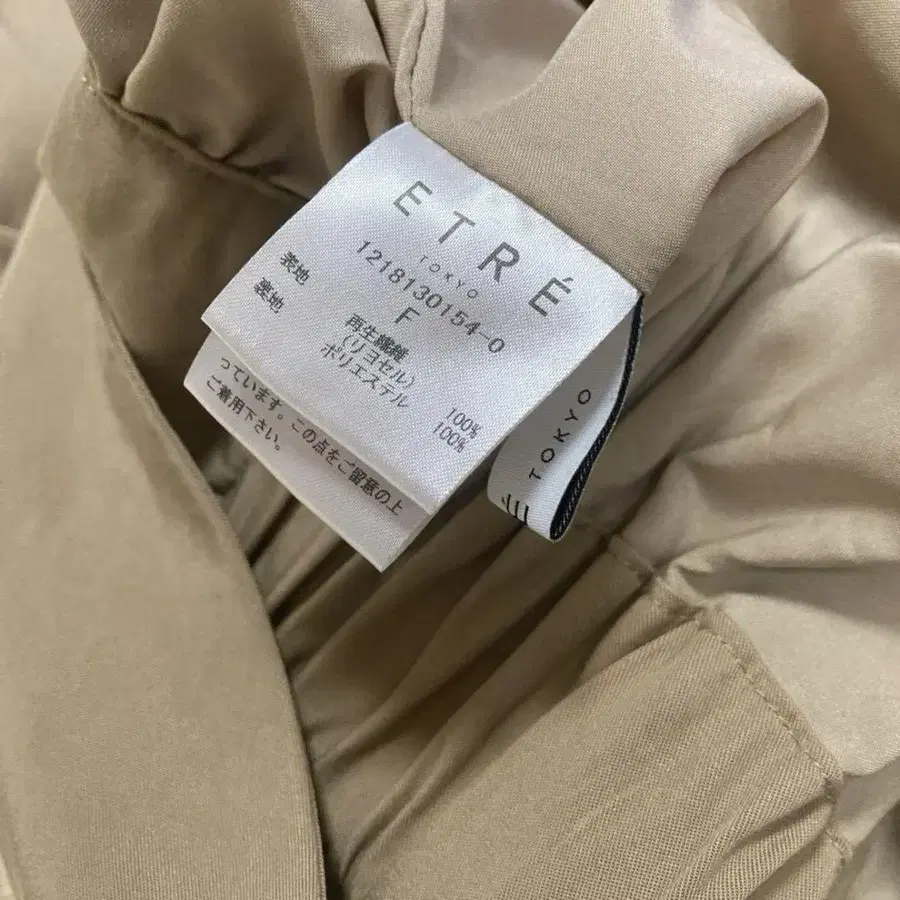 ETRÉ
TOKYO
1218130154-0
F
表地 再生繊維
(リヨセル) 100%
裏地 ポリエステル 100%
っています。この点をご留意の上
ご着用下さい。
TOKYO